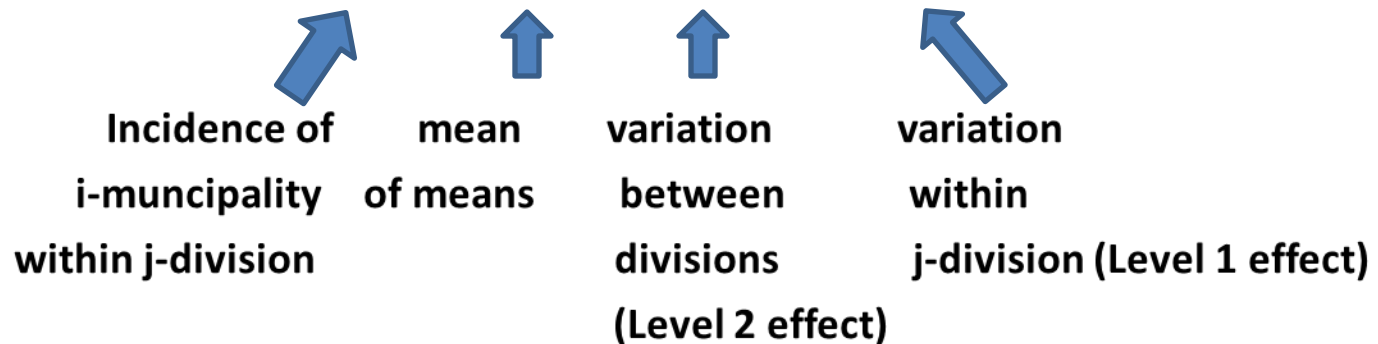 Incidence of mean variation variation
i-muncipality of means between within
within j-division divisions j-division (Level 1 effect)
(Level 2 effect)